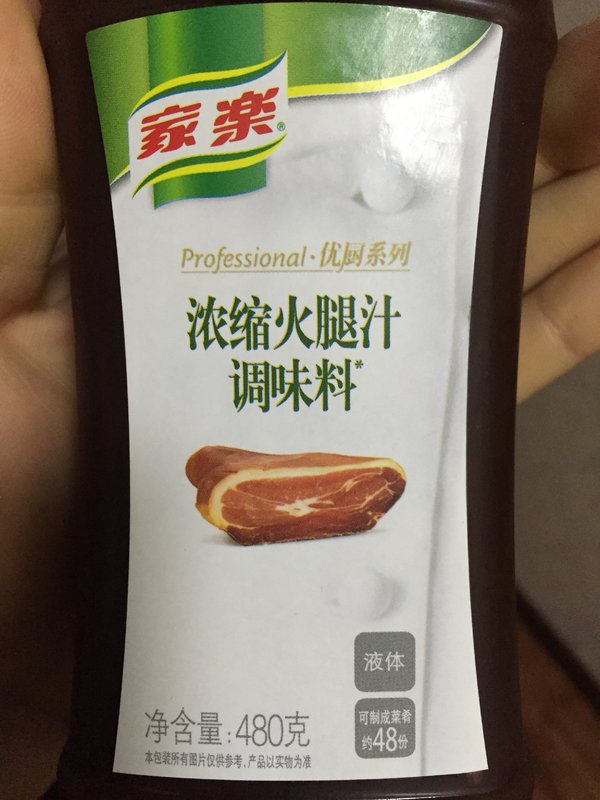 家樂®
Professional·优厨系列
浓缩火腿汁
调味料*
液体
可制成菜肴
约48份
净含量:480克
本包装所有图片仅供参考,产品以实物为准